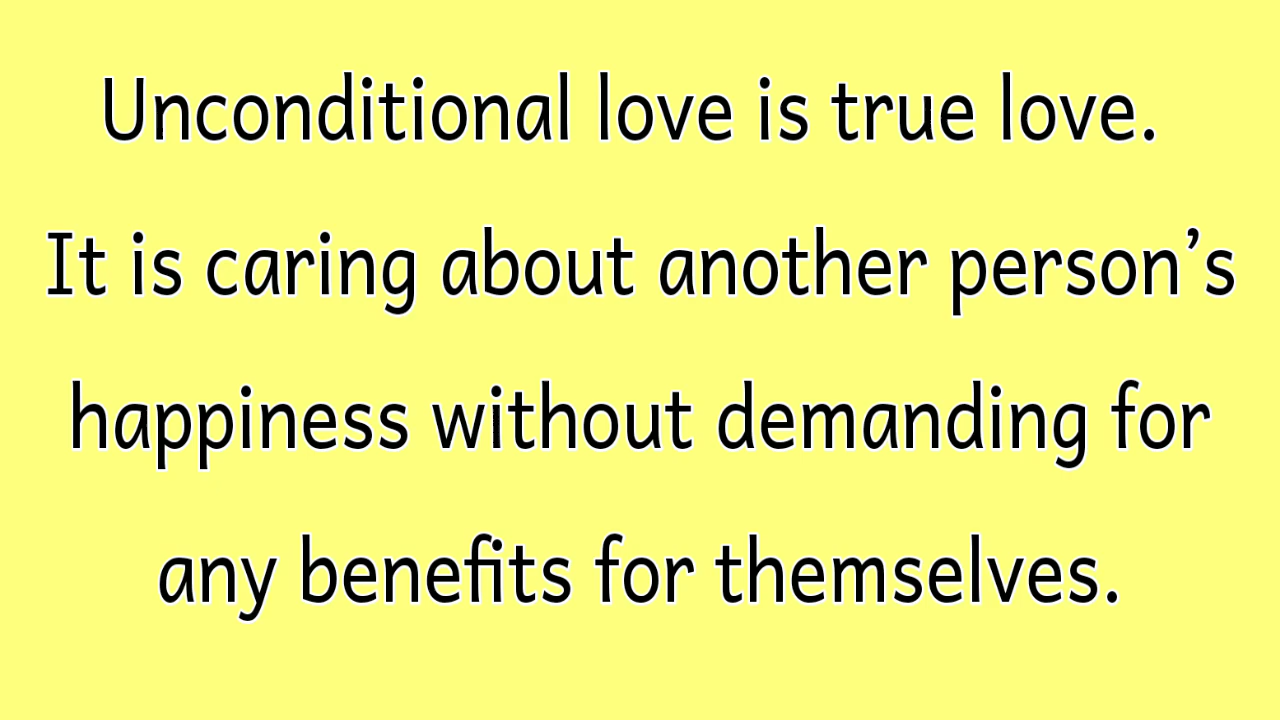 Unconditional love is true love.
It is caring about another person’s
happiness without demanding for
any benefits for themselves.